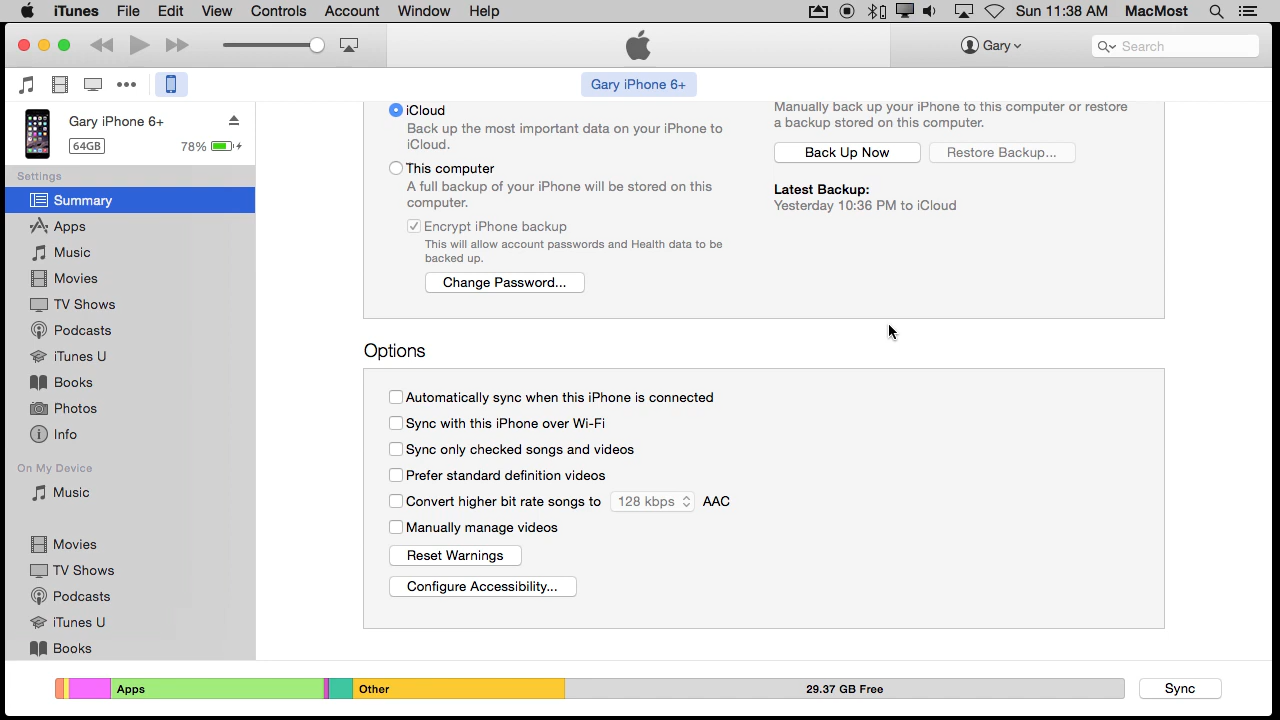 iTunes File Edit View Controls Account Window Help Sun 11:38 AM MacMost
Gary Search
Gary iPhone 6+
Gary iPhone 6+
64GB 78%
Settings
Summary
Apps
Music
Movies
TV Shows
Podcasts
iTunes U
Books
Photos
Info
On My Device
Music
Movies
TV Shows
Podcasts
iTunes U
Books
iCloud
Back up the most important data on your iPhone to
iCloud.
This computer
A full backup of your iPhone will be stored on this
computer.
Encrypt iPhone backup
This will allow account passwords and Health data to be
backed up.
Change Password...
Manually back up your iPhone to this computer or restore
a backup stored on this computer.
Back Up Now Restore Backup...
Latest Backup:
Yesterday 10:36 PM to iCloud
Options
Automatically sync when this iPhone is connected
Sync with this iPhone over Wi-Fi
Sync only checked songs and videos
Prefer standard definition videos
Convert higher bit rate songs to 128 kbps AAC
Manually manage videos
Reset Warnings
Configure Accessibility...
Apps Other 29.37 GB Free Sync